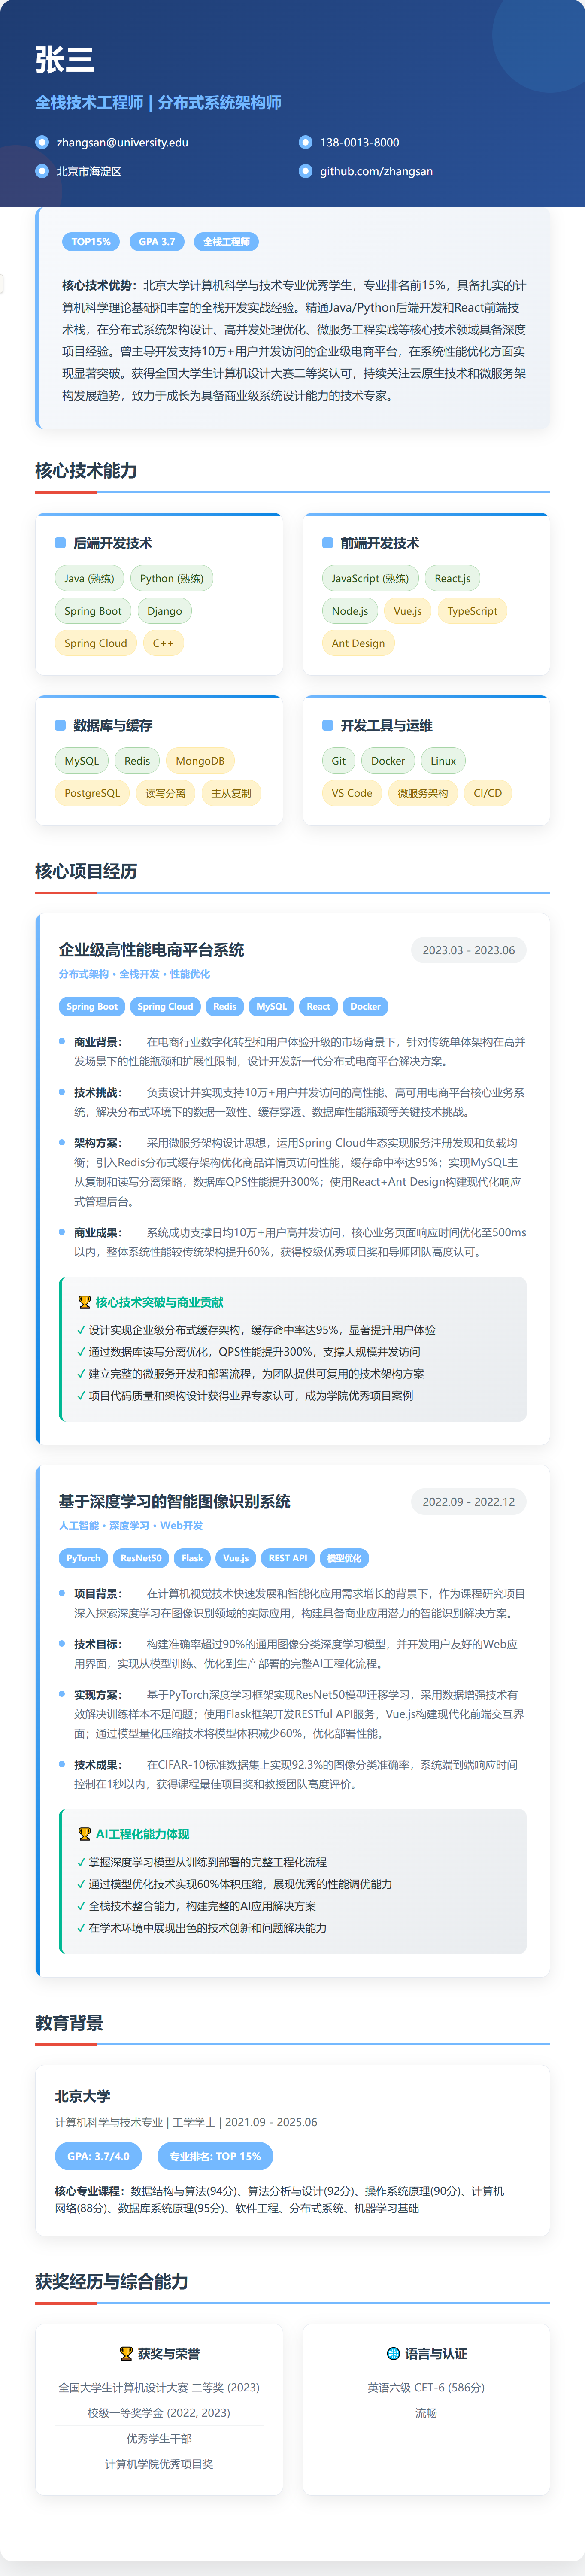 张三
全栈技术工程师 | 分布式系统架构师
zhangsan@university.edu
138-0013-8000
北京市海淀区
github.com/zhangsan
TOP15%
GPA 3.7
全栈工程师
核心技术优势：北京大学计算机科学与技术专业优秀学生，专业排名前15%，具备扎实的计
算机科学理论基础和丰富的全栈开发实战经验。精通Java/Python后端开发和React前端技
术栈，在分布式系统架构设计、高并发处理优化、微服务工程实践等核心技术领域具备深度
项目经验。曾主导开发支持10万+用户并发访问的企业级电商平台，在系统性能优化方面实
现显著突破。获得全国大学生计算机设计大赛二等奖认可，持续关注云原生技术和微服务架
构发展趋势，致力于成长为具备商业级系统设计能力的技术专家。
核心技术能力
后端开发技术
Java (熟练)
Python (熟练)
Spring Boot
Django
Spring Cloud
C++
前端开发技术
JavaScript (熟练)
React.js
Node.js
Vue.js
TypeScript
Ant Design
数据库与缓存
MySQL
Redis
MongoDB
PostgreSQL
读写分离
主从复制
开发工具与运维
Git
Docker
Linux
VS Code
微服务架构
CI/CD
核心项目经历
企业级高性能电商平台系统
2023.03 - 2023.06
分布式架构 • 全栈开发 • 性能优化
Spring Boot
Spring Cloud
Redis
MySQL
React
Docker
商业背景： 在电商行业数字化转型和用户体验升级的市场背景下，针对传统单体架构在高并
发场景下的性能瓶颈和扩展性限制，设计开发新一代分布式电商平台解决方案。
技术挑战： 负责设计并实现支持10万+用户并发访问的高性能、高可用电商平台核心业务系
统，解决分布式环境下的数据一致性、缓存穿透、数据库性能瓶颈等关键技术挑战。
架构方案： 采用微服务架构设计思想，运用Spring Cloud生态实现服务注册发现和负载均
衡；引入Redis分布式缓存架构优化商品详情页访问性能，缓存命中率达95%；实现MySQL主
从复制和读写分离策略，数据库QPS性能提升300%；使用React+Ant Design构建现代化响应
式管理后台。
商业成果： 系统成功支撑日均10万+用户高并发访问，核心业务页面响应时间优化至500ms
以内，整体系统性能较传统架构提升60%，获得校级优秀项目奖和导师团队高度认可。
🏆 核心技术突破与商业贡献
✓ 设计实现企业级分布式缓存架构，缓存命中率达95%，显著提升用户体验
✓ 通过数据库读写分离优化，QPS性能提升300%，支撑大规模并发访问
✓ 建立完整的微服务开发和部署流程，为团队提供可复用的技术架构方案
✓ 项目代码质量和架构设计获得业界专家认可，成为学院优秀项目案例
基于深度学习的智能图像识别系统
2022.09 - 2022.12
人工智能 • 深度学习 • Web开发
PyTorch
ResNet50
Flask
Vue.js
REST API
模型优化
项目背景： 在计算机视觉技术快速发展和智能化应用需求增长的背景下，作为课程研究项目
深入探索深度学习在图像识别领域的实际应用，构建具备商业应用潜力的智能识别解决方案。
技术目标： 构建准确率超过90%的通用图像分类深度学习模型，并开发用户友好的Web应
用界面，实现从模型训练、优化到生产部署的完整AI工程化流程。
实现方案： 基于PyTorch深度学习框架实现ResNet50模型迁移学习，采用数据增强技术有
效解决训练样本不足问题；使用Flask框架开发RESTful API服务，Vue.js构建现代化前端交互界
面；通过模型量化压缩技术将模型体积减少60%，优化部署性能。
技术成果： 在CIFAR-10标准数据集上实现92.3%的图像分类准确率，系统端到端响应时间
控制在1秒以内，获得课程最佳项目奖和教授团队高度评价。
🏆 AI工程化能力体现
✓ 掌握深度学习模型从训练到部署的完整工程化流程
✓ 通过模型优化技术实现60%体积压缩，展现优秀的性能调优能力
✓ 全栈技术整合能力，构建完整的AI应用解决方案
✓ 在学术环境中展现出色的技术创新和问题解决能力
教育背景
北京大学
计算机科学与技术专业 | 工学学士 | 2021.09 - 2025.06
GPA: 3.7/4.0
专业排名: TOP 15%
核心专业课程：数据结构与算法(94分)、算法分析与设计(92分)、操作系统原理(90分)、计算机
网络(88分)、数据库系统原理(95分)、软件工程、分布式系统、机器学习基础
获奖经历与综合能力
🏆 获奖与荣誉
全国大学生计算机设计大赛 二等奖 (2023)
校级一等奖学金 (2022, 2023)
优秀学生干部
计算机学院优秀项目奖
🌐 语言与认证
英语六级 CET-6 (586分)
流畅